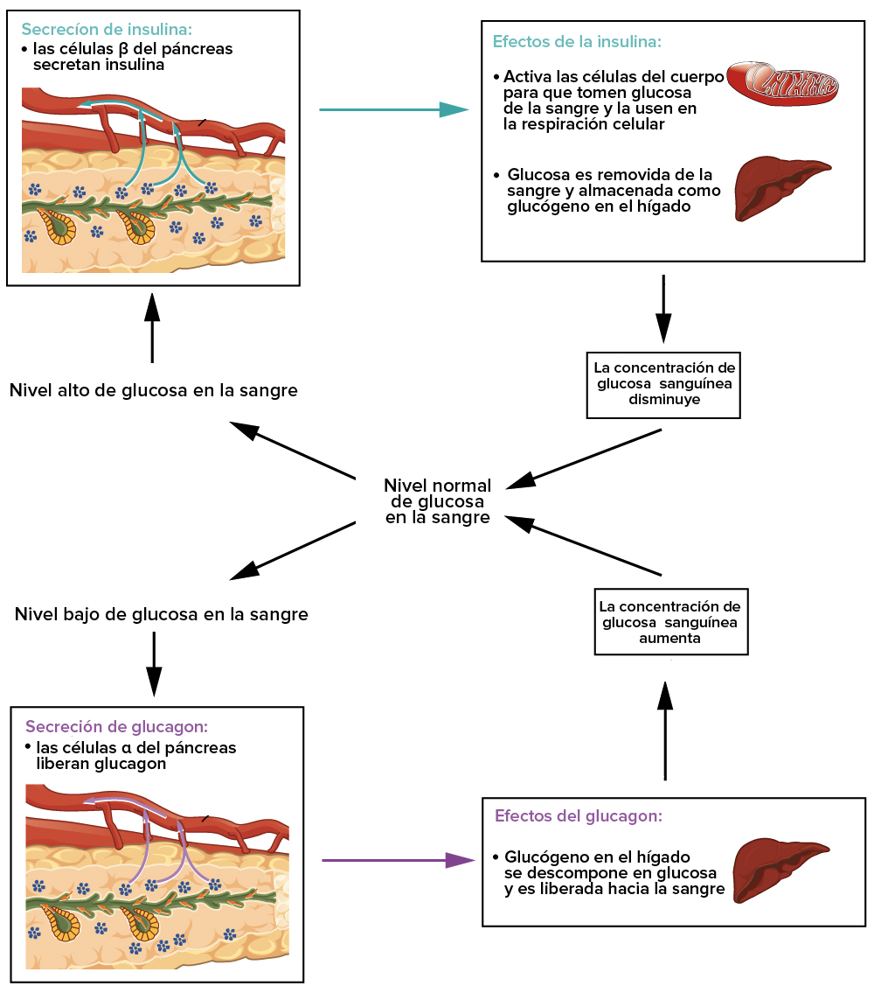 Secrecíon de insulina:
• las células β del páncreas
secretan insulina
Efectos de la insulina:
• Activa las células del cuerpo
para que tomen glucosa
de la sangre y la usen en
la respiración celular
• Glucosa es removida de la
sangre y almacenada como
glucógeno en el hígado
Nivel alto de glucosa en la sangre
La concentración de
glucosa sanguínea
disminuye
Nivel normal
de glucosa
en la sangre
Nivel bajo de glucosa en la sangre
La concentración de
glucosa sanguínea
aumenta
Secreción de glucagon:
• las células α del páncreas
liberan glucagon
Efectos del glucagon:
• Glucógeno en el hígado
se descompone en glucosa
y es liberada hacia la sangre